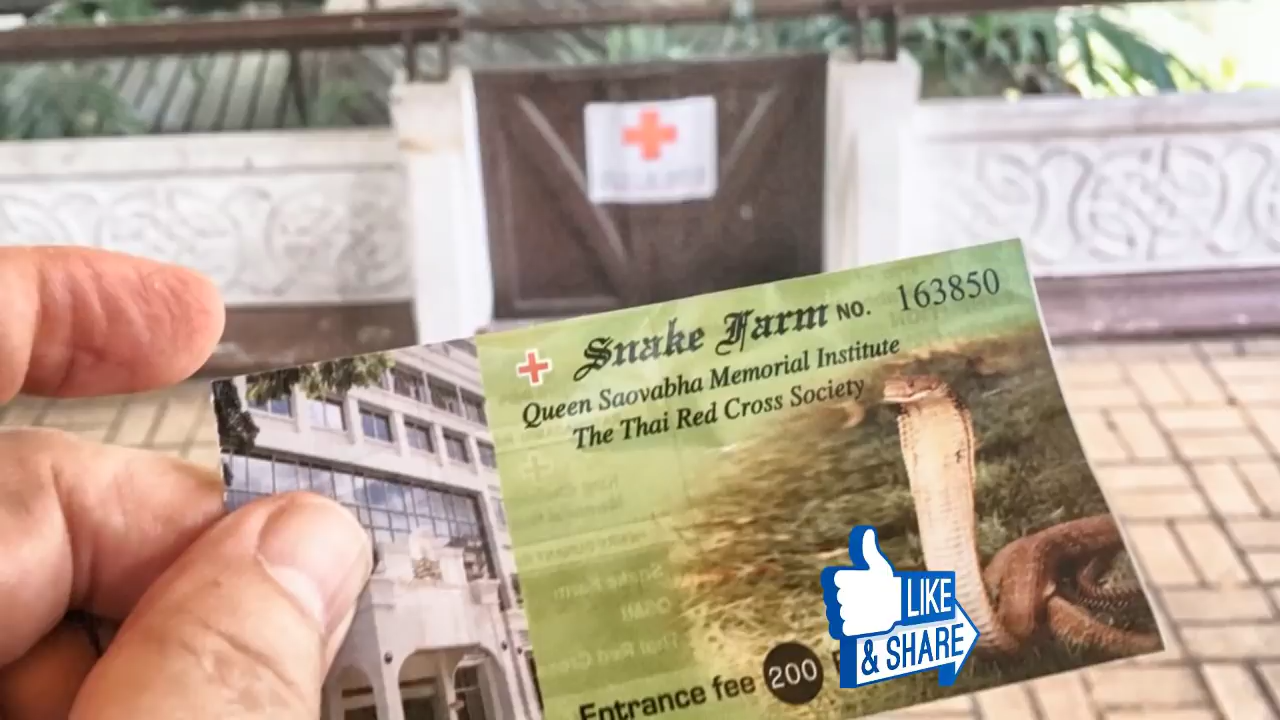 Snake Farm NO. 163850
Queen Saovabha Memorial Institute
The Thai Red Cross Society
Entrance fee 200
LIKE
& SHARE